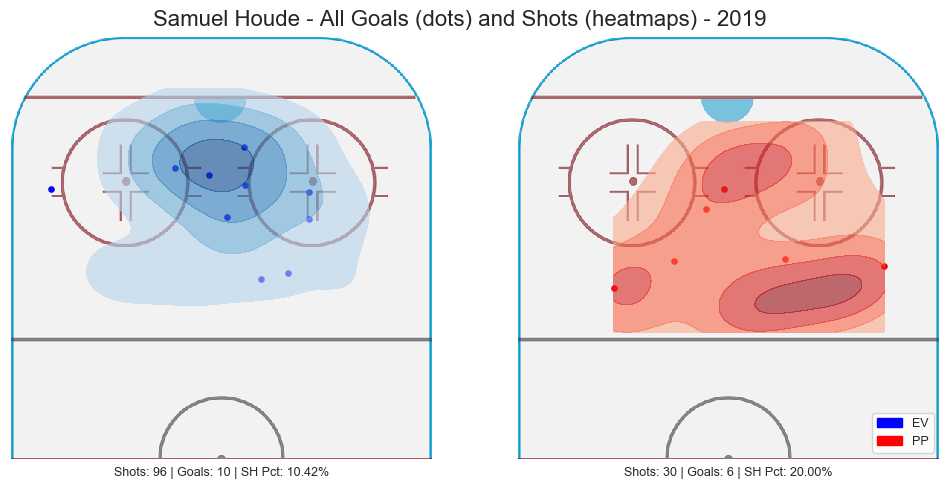 Samuel Houde - All Goals (dots) and Shots (heatmaps) - 2019
EV
PP
Shots: 96 | Goals: 10 | SH Pct: 10.42%
Shots: 30 | Goals: 6 | SH Pct: 20.00%